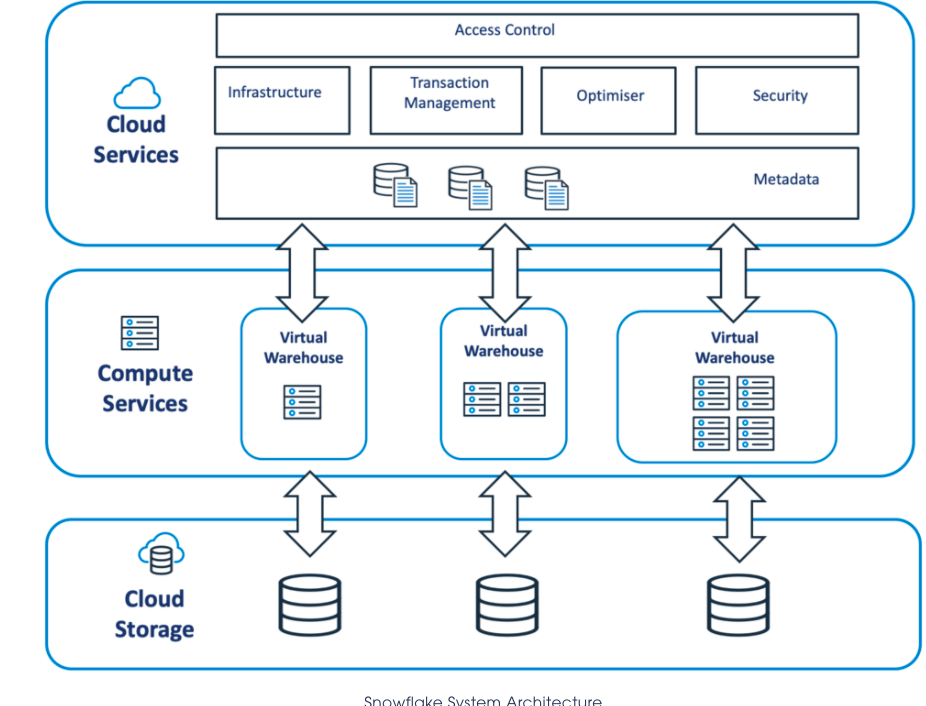 Access Control
Infrastructure
Transaction
Management
Optimiser
Security
Cloud
Services
Metadata
Virtual
Warehouse
Virtual
Warehouse
Virtual
Warehouse
Compute
Services
Cloud
Storage
Snowflake System Architecture